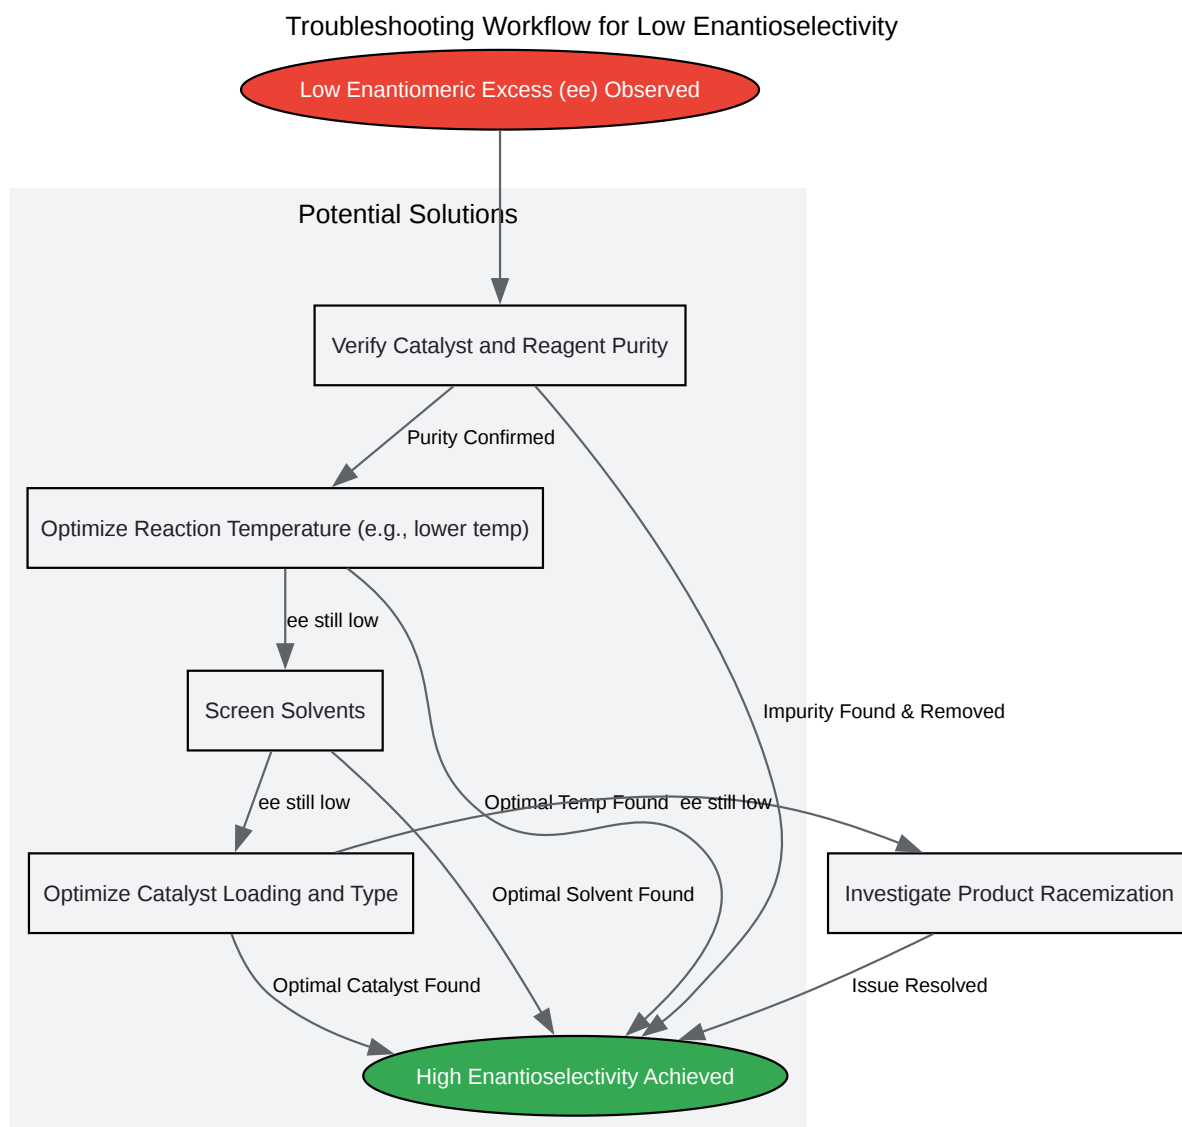 Troubleshooting Workflow for Low Enantioselectivity
Low Enantiomeric Excess (ee) Observed
Potential Solutions
Verify Catalyst and Reagent Purity
Purity Confirmed
Optimize Reaction Temperature (e.g., lower temp)
ee still low
Screen Solvents
Impurity Found & Removed
ee still low
Optimal Temp Found
ee still low
Optimize Catalyst Loading and Type
Optimal Solvent Found
Investigate Product Racemization
Optimal Catalyst Found
Issue Resolved
High Enantioselectivity Achieved